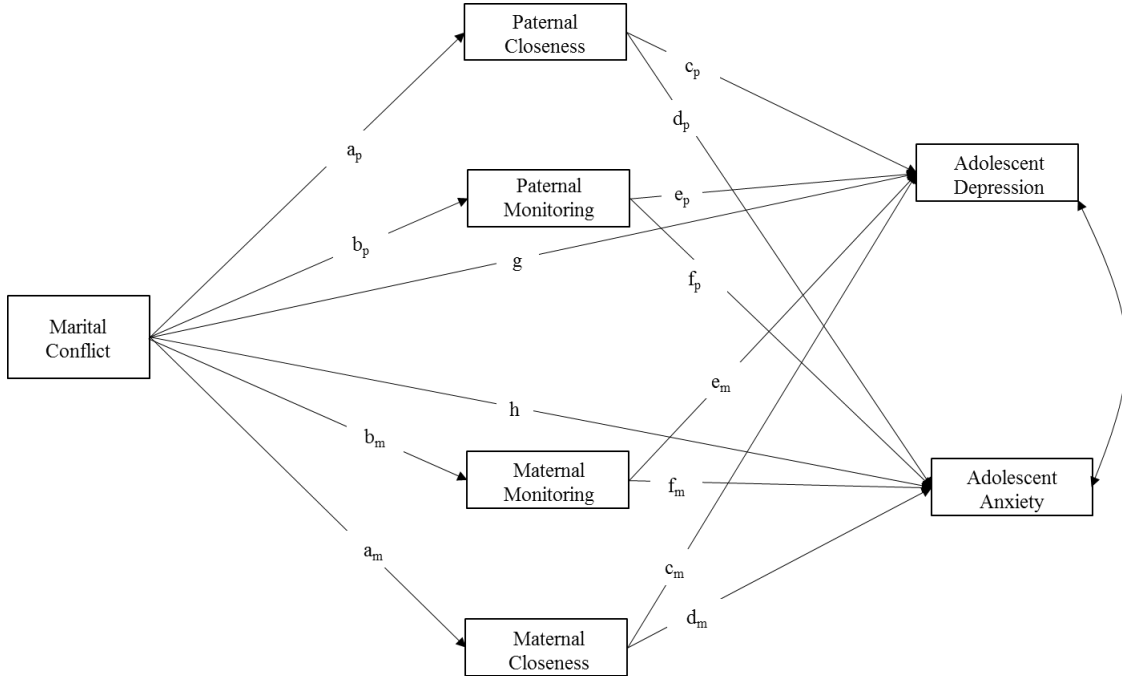 Paternal
Closeness
c_p
d_p
a_p
Adolescent
Depression
Paternal
Monitoring
e_p
b_p
g
f_p
Marital
Conflict
e_m
h
b_m
Maternal
Monitoring
f_m
Adolescent
Anxiety
a_m
c_m
d_m
Maternal
Closeness